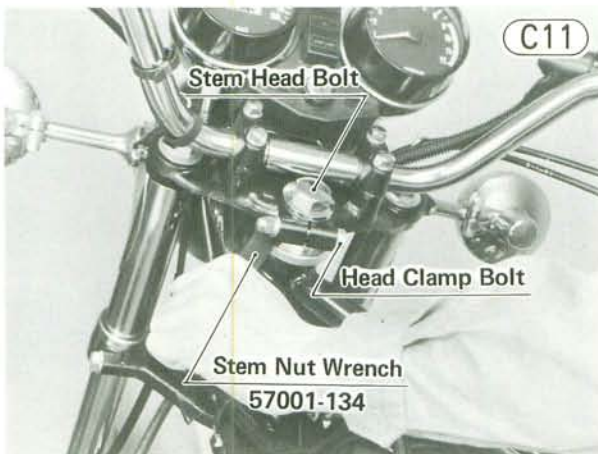 C11
Stem Head Bolt
Head Clamp Bolt
Stem Nut Wrench
57001-134